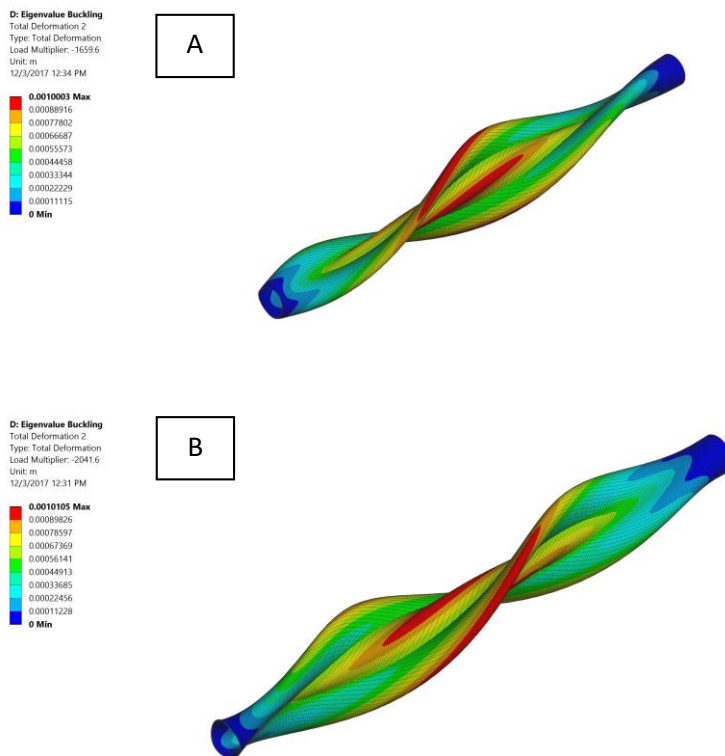 D: Eigenvalue Buckling
Total Deformation 2
Type: Total Deformation
Load Multiplier: -1659.6
Unit: m
12/3/2017 12:34 PM
A
0.0010003 Max
0.00088916
0.00077802
0.00066687
0.00055573
0.00044458
0.00033344
0.00022229
0.00011115
0 Min
D: Eigenvalue Buckling
Total Deformation 2
Type: Total Deformation
Load Multiplier: -2041.6
Unit: m
12/3/2017 12:31 PM
B
0.0010105 Max
0.00089826
0.00078597
0.00067369
0.00056141
0.00044913
0.00033685
0.00022456
0.00011228
0 Min